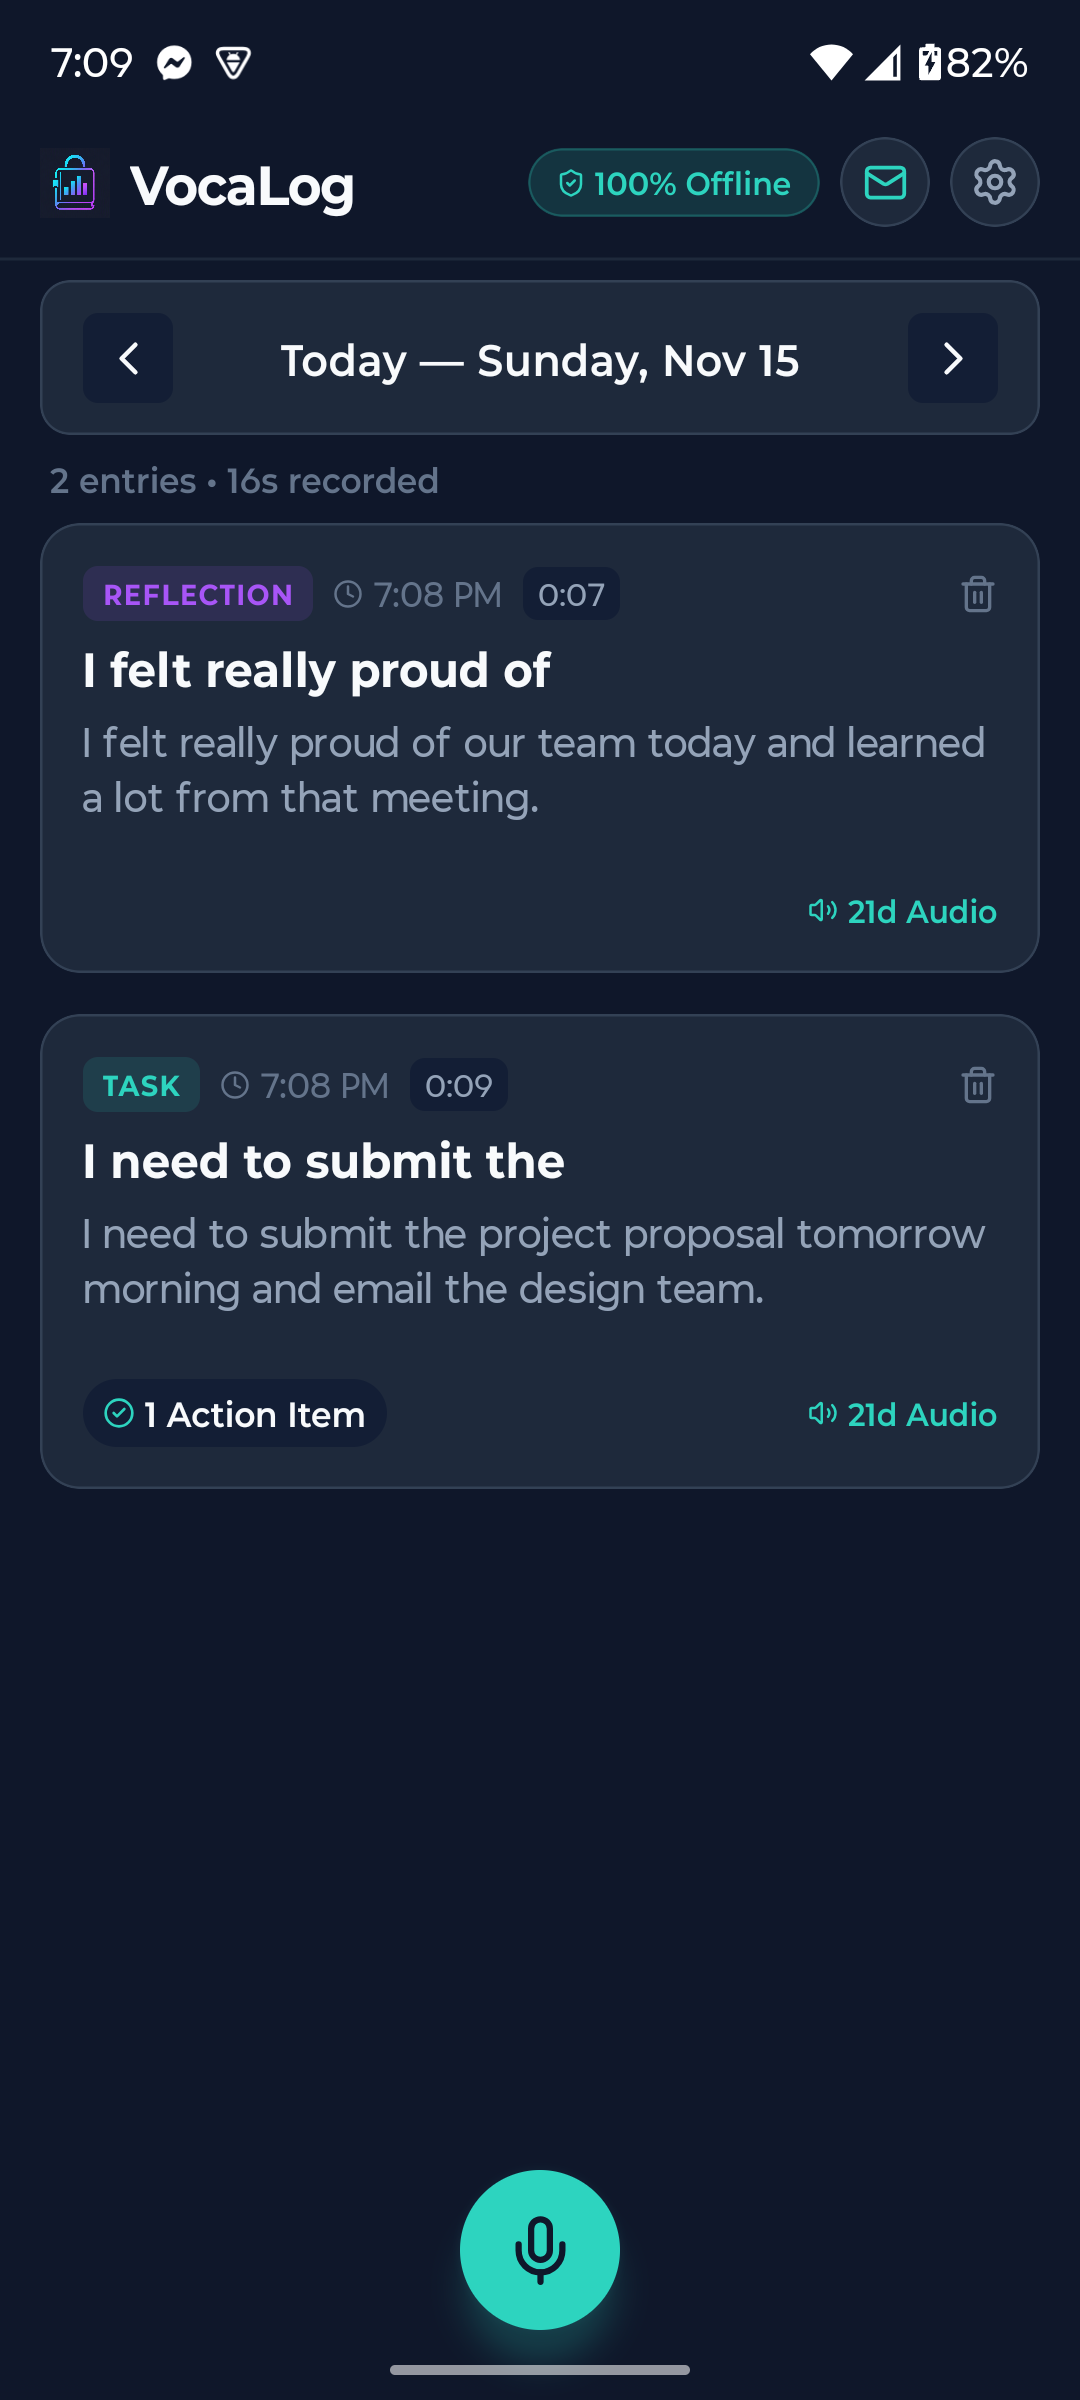 7:09
82%
VocaLog
100% Offline
Today — Sunday, Nov 15
2 entries • 16s recorded
REFLECTION 7:08 PM 0:07
I felt really proud of
I felt really proud of our team today and learned
a lot from that meeting.
21d Audio
TASK 7:08 PM 0:09
I need to submit the
I need to submit the project proposal tomorrow
morning and email the design team.
1 Action Item
21d Audio